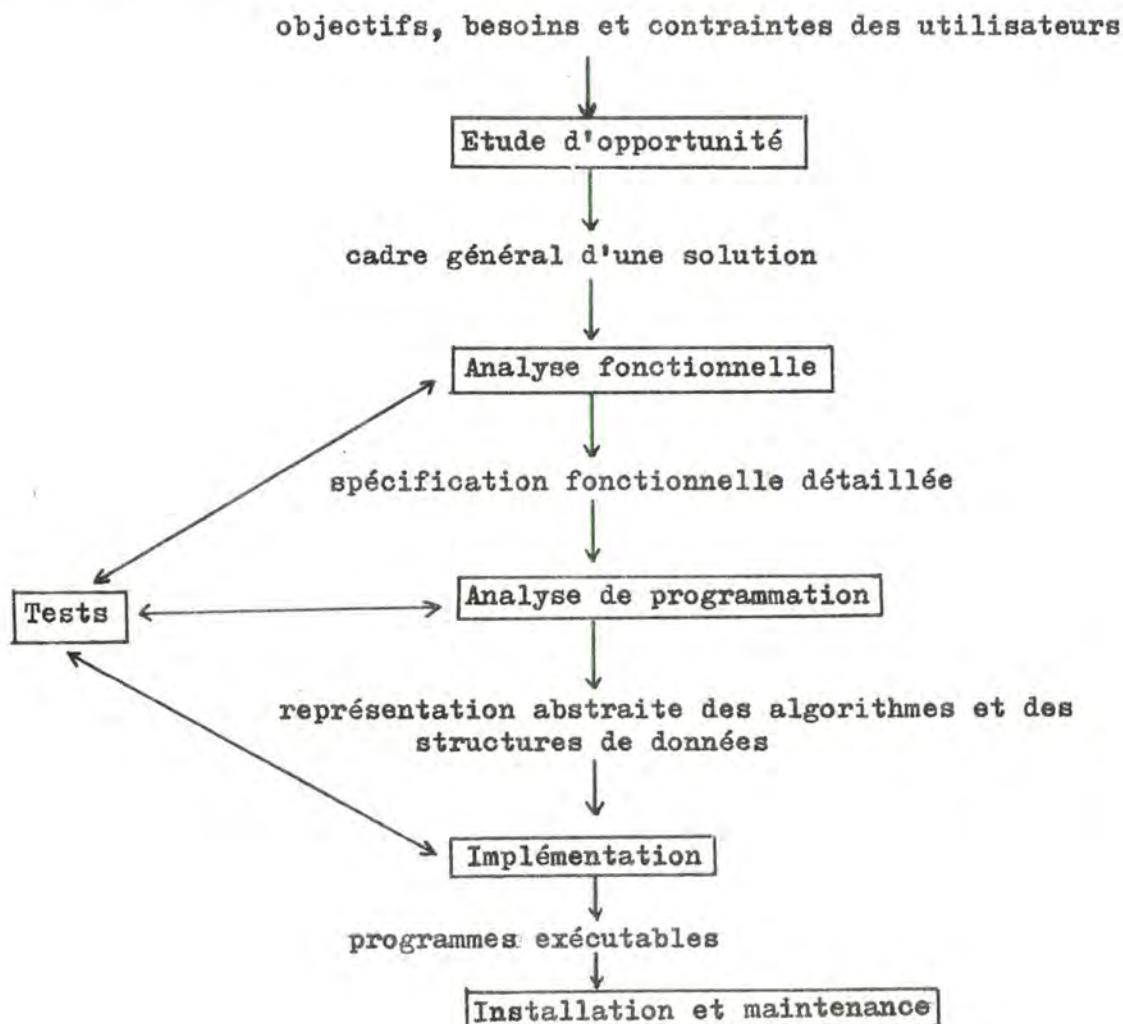 objectifs, besoins et contraintes des utilisateurs
Etude d'opportunité
cadre général d'une solution
Analyse fonctionnelle
spécification fonctionnelle détaillée
Tests
Analyse de programmation
représentation abstraite des algorithmes et des
structures de données
Implémentation
programmes exécutables
Installation et maintenance